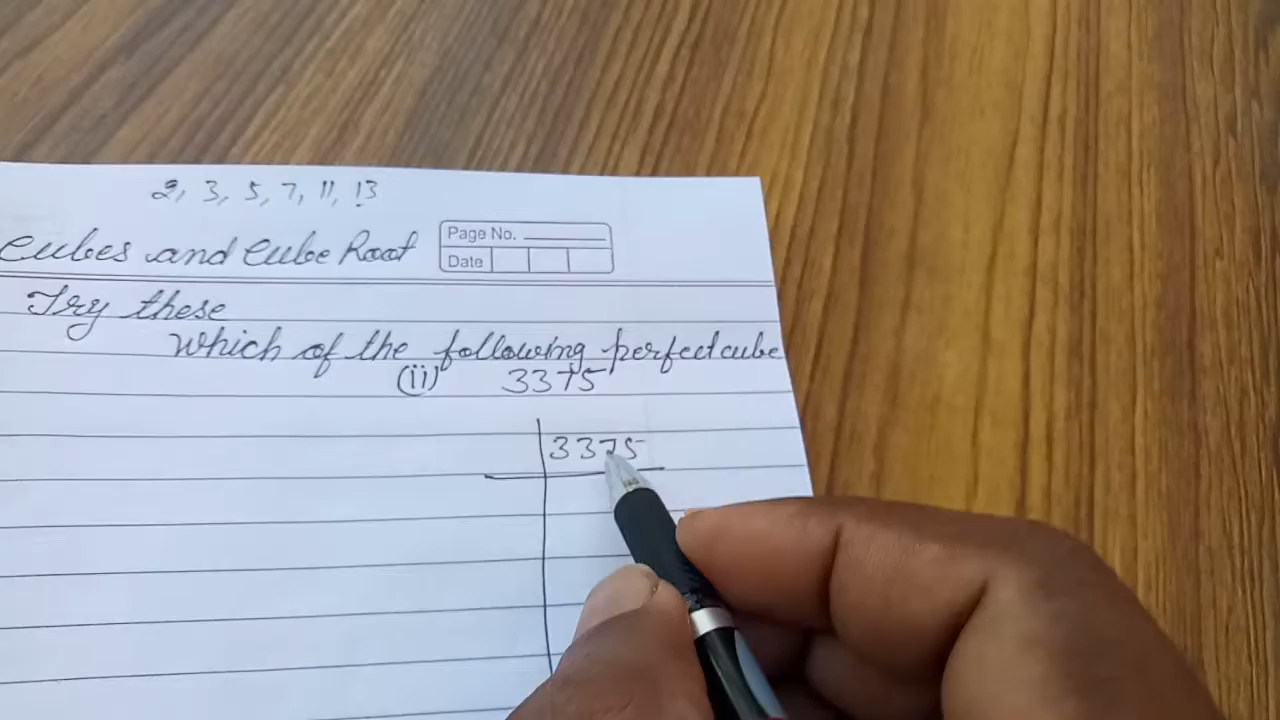 2, 3, 5, 7, 11, 13
Cubes and Cube Root
Page No.
Date
Try these
which of the following perfect cube
(ii) 3375
3375